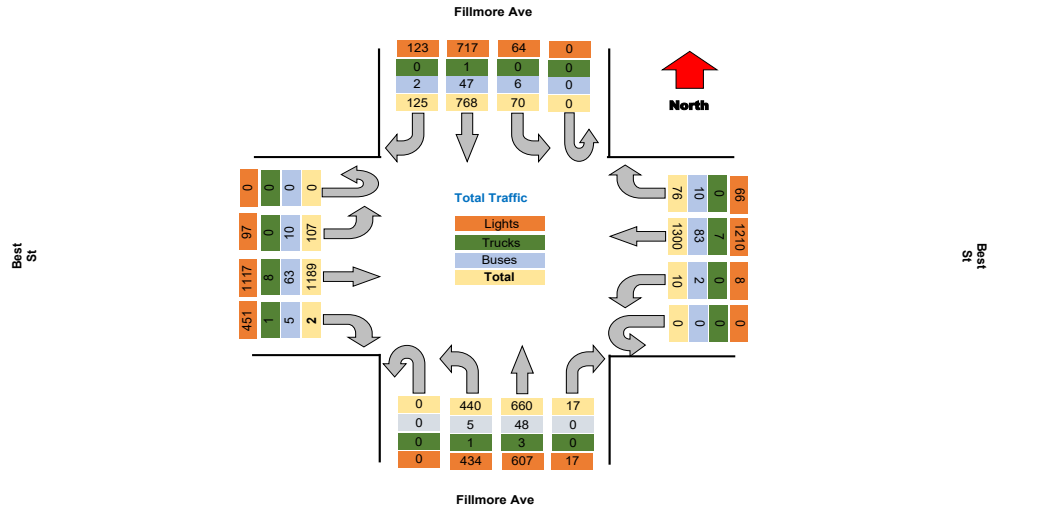 Fillmore Ave
123 717 64 0
0 1 0 0
2 47 6 0
125 768 70 0
North
0 0 0 0
97 0 10 107
1117 8 63 1189
451 1 5 2
Best
St
Total Traffic
Lights
Trucks
Buses
Total
76 10 0 66
1300 83 7 1210
10 2 0 8
0 0 0 0
Best
St
0 440 660 17
0 5 48 0
0 1 3 0
0 434 607 17
Fillmore Ave